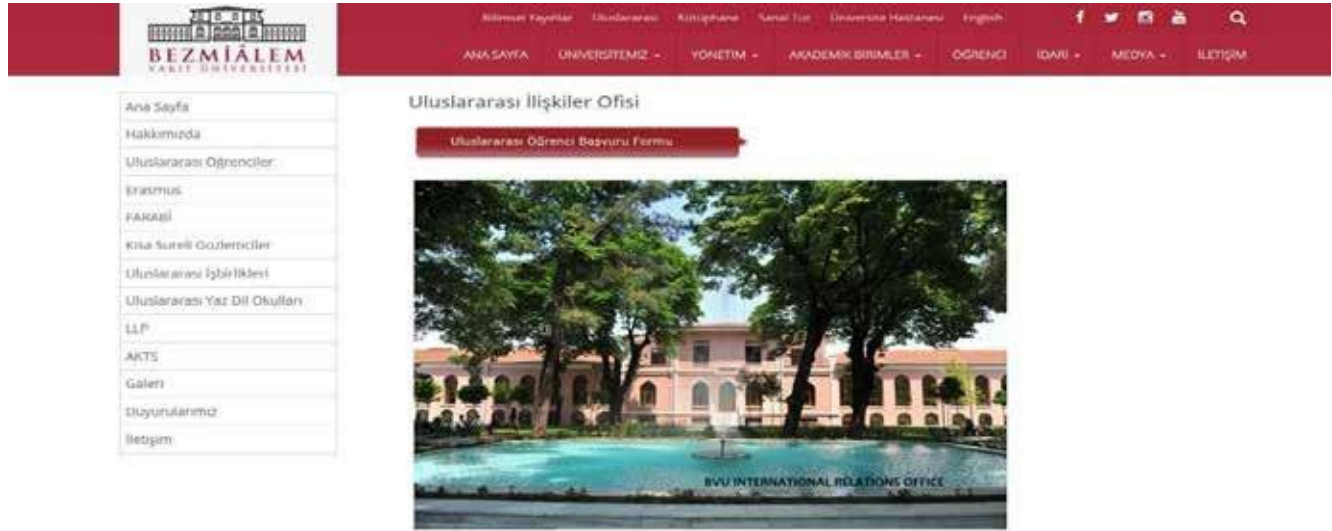 BEZMİÂLEM
VAKIF ÜNİVERSİTESİ
Bilimsel Yayınlar Uluslararası Kütüphane Sanal Tur Üniversite Hastanesi English
ANA SAYFA ÜNİVERSİTEMİZ YÖNETİM AKADEMİK BİRİMLER ÖĞRENCİ İDARİ MEDYA İLETİŞİM
Ana Sayfa
Hakkımızda
Uluslararası Öğrenciler
Erasmus
FARABİ
Kısa Süreli Gözlemciler
Uluslararası İşbirlikleri
Uluslararası Yaz Dil Okulları
LLP
AKTS
Galeri
Duyurularımız
İletişim
Uluslararası İlişkiler Ofisi
Uluslararası Öğrenci Başvuru Formu
BVU INTERNATIONAL RELATIONS OFFICE